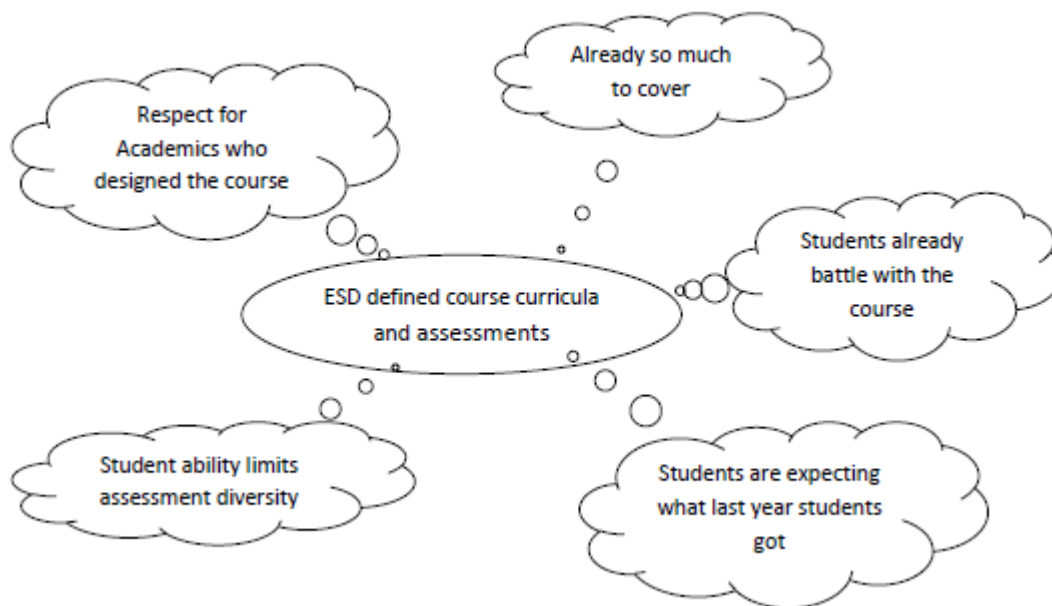 Already so much
to cover
Respect for
Academics who
designed the course
Students already
battle with the
course
ESD defined course curricula
and assessments
Student ability limits
assessment diversity
Students are expecting
what last year students
got